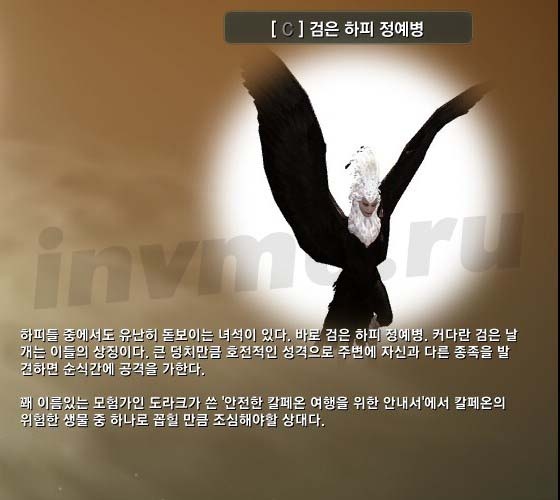 [ C ] 검은 하피 정예병
invmo.ru
하피들 중에서도 유난히 돋보이는 녀석이 있다. 바로 검은 하피 정예병. 커다란 검은 날
개는 이들의 상징이다. 큰 덩치만큼 호전적인 성격으로 주변에 자신과 다른 종족을 발
견하면 순식간에 공격을 가한다.
꽤 이름있는 모험가인 도라크가 쓴 '안전한 칼페온 여행을 위한 안내서'에서 칼페온의
위험한 생물 중 하나로 꼽힐 만큼 조심해야할 상대다.